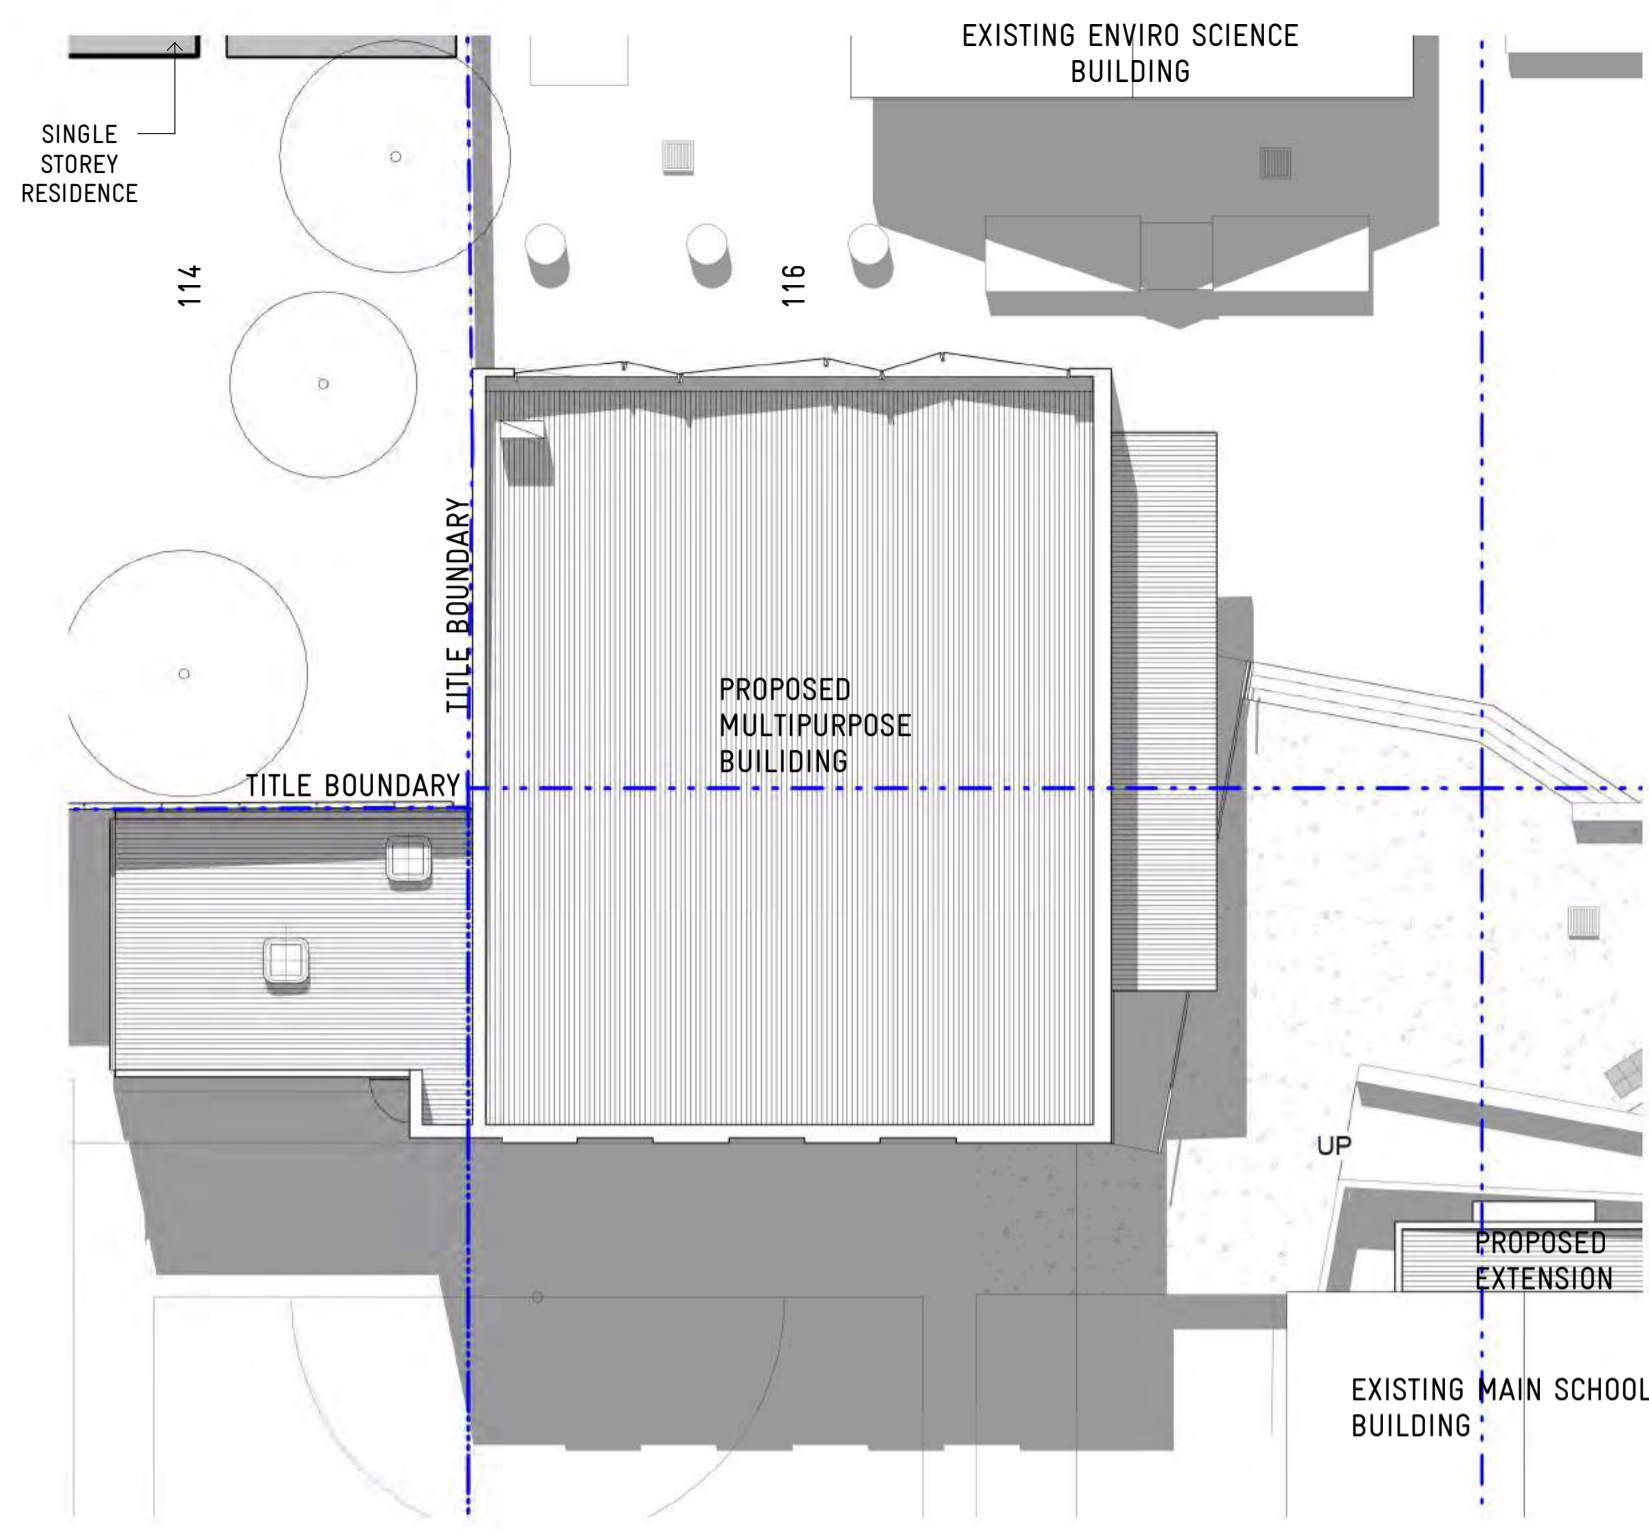 EXISTING ENVIRO SCIENCE
BUILDING
SINGLE
STOREY
RESIDENCE
114
116
TITLE BOUNDARY
PROPOSED
MULTIPURPOSE
BUILIDING
TITLE BOUNDARY
UP
PROPOSED
EXTENSION
EXISTING MAIN SCHOOL
BUILDING